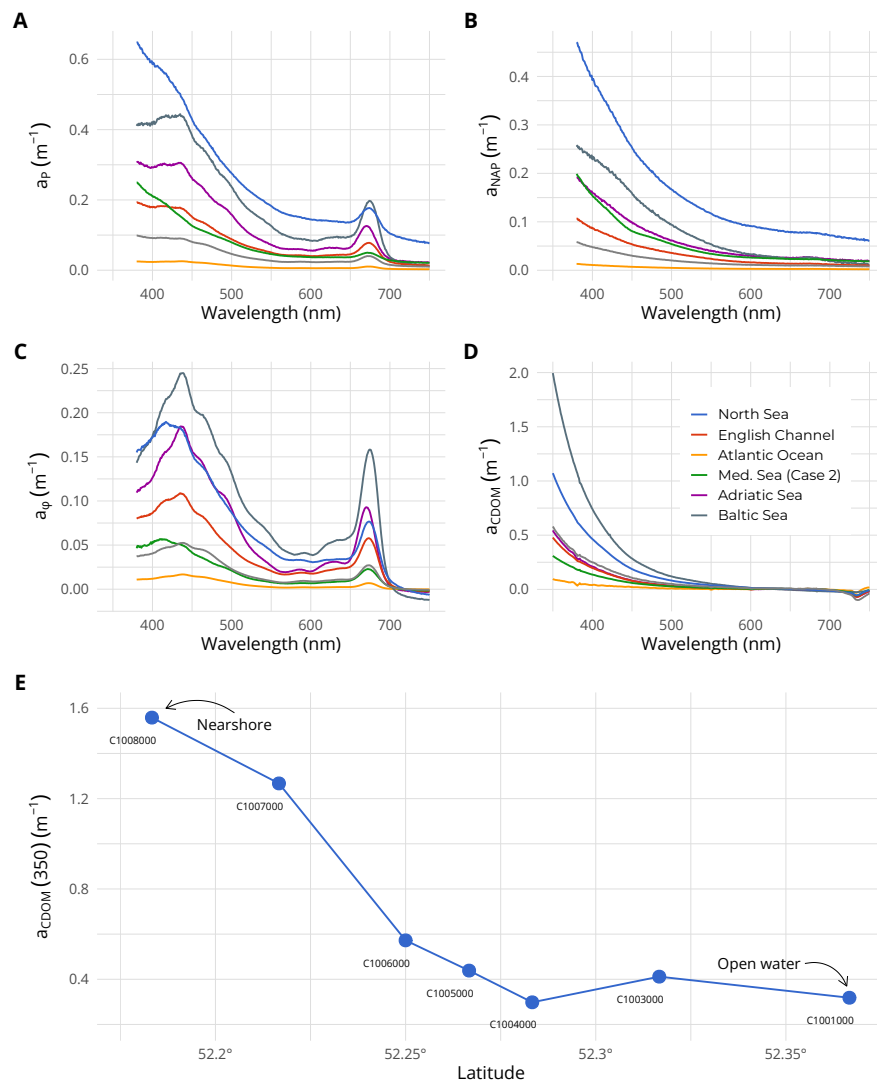 A
B
0.6
0.4
0.2
0.0
aP (m−1)
400
500
600
700
Wavelength (nm)
0.4
0.3
0.2
0.1
0.0
aNAP (m−1)
400
500
600
700
Wavelength (nm)
C
D
0.25
0.20
0.15
0.10
0.05
0.00
aφ (m−1)
400
500
600
700
Wavelength (nm)
2.0
1.5
1.0
0.5
0.0
aCDOM (m−1)
North Sea
English Channel
Atlantic Ocean
Med. Sea (Case 2)
Adriatic Sea
Baltic Sea
400
500
600
700
Wavelength (nm)
E
1.6
1.2
0.8
0.4
aCDOM (350) (m−1)
Nearshore
C1008000
C1007000
C1006000
C1005000
C1004000
C1003000
Open water
C1001000
52.2°
52.25°
52.3°
52.35°
Latitude